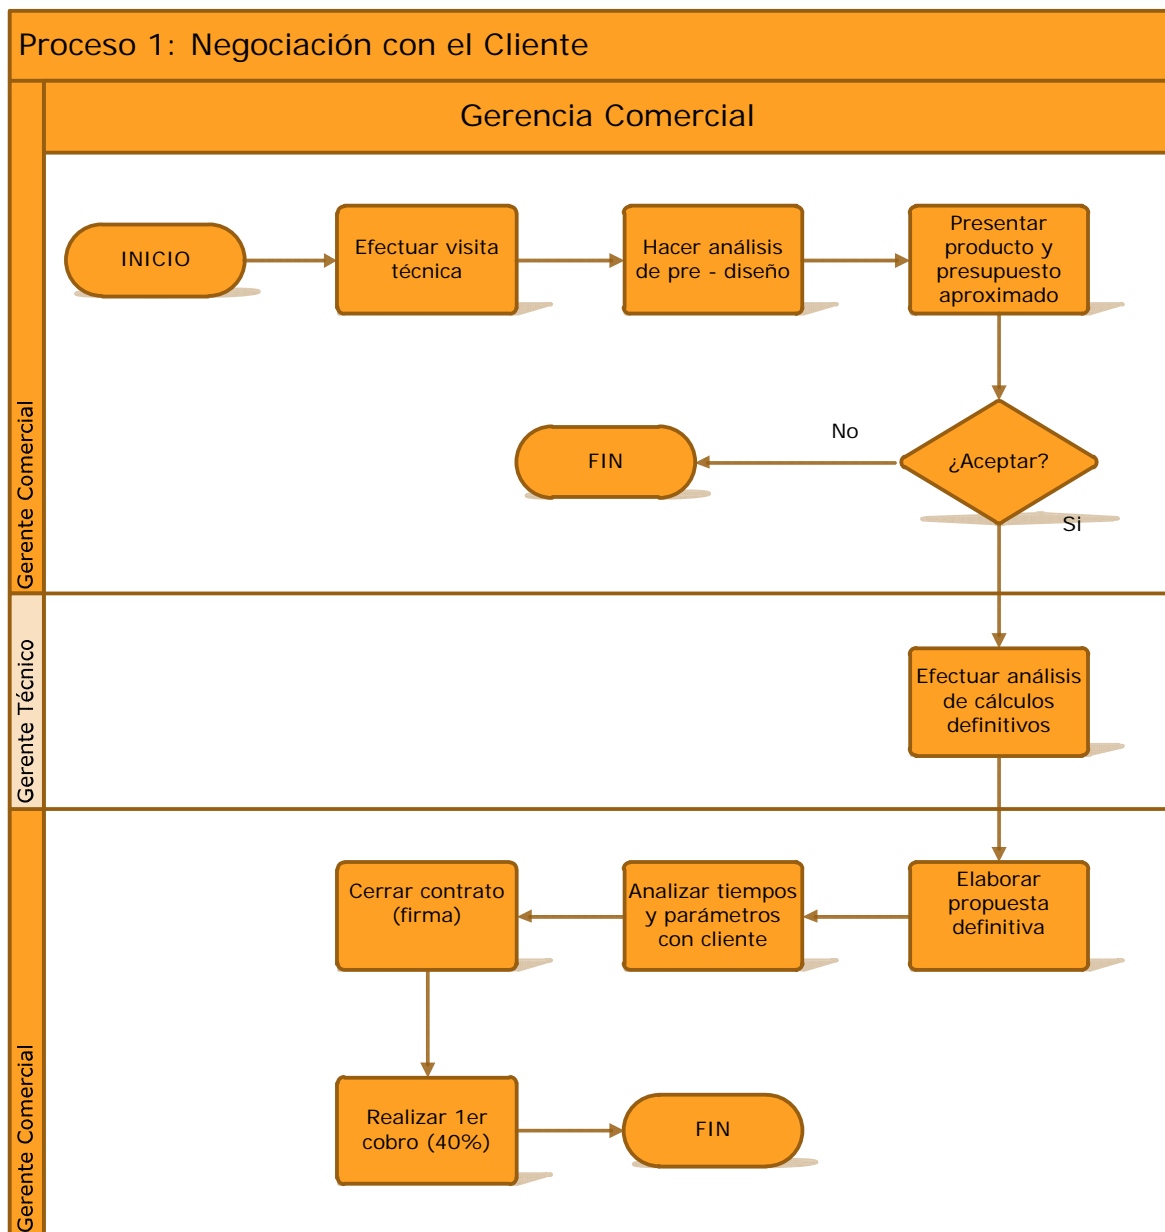 Proceso 1: Negociación con el Cliente
Gerencia Comercial
Gerente Comercial
INICIO
Efectuar visita
técnica
Hacer análisis
de pre - diseño
Presentar
producto y
presupuesto
aproximado
¿Aceptar?
No
FIN
Si
Gerente Técnico
Efectuar análisis
de cálculos
definitivos
Gerente Comercial
Elaborar
propuesta
definitiva
Analizar tiempos
y parámetros
con cliente
Cerrar contrato
(firma)
Realizar 1er
cobro (40%)
FIN